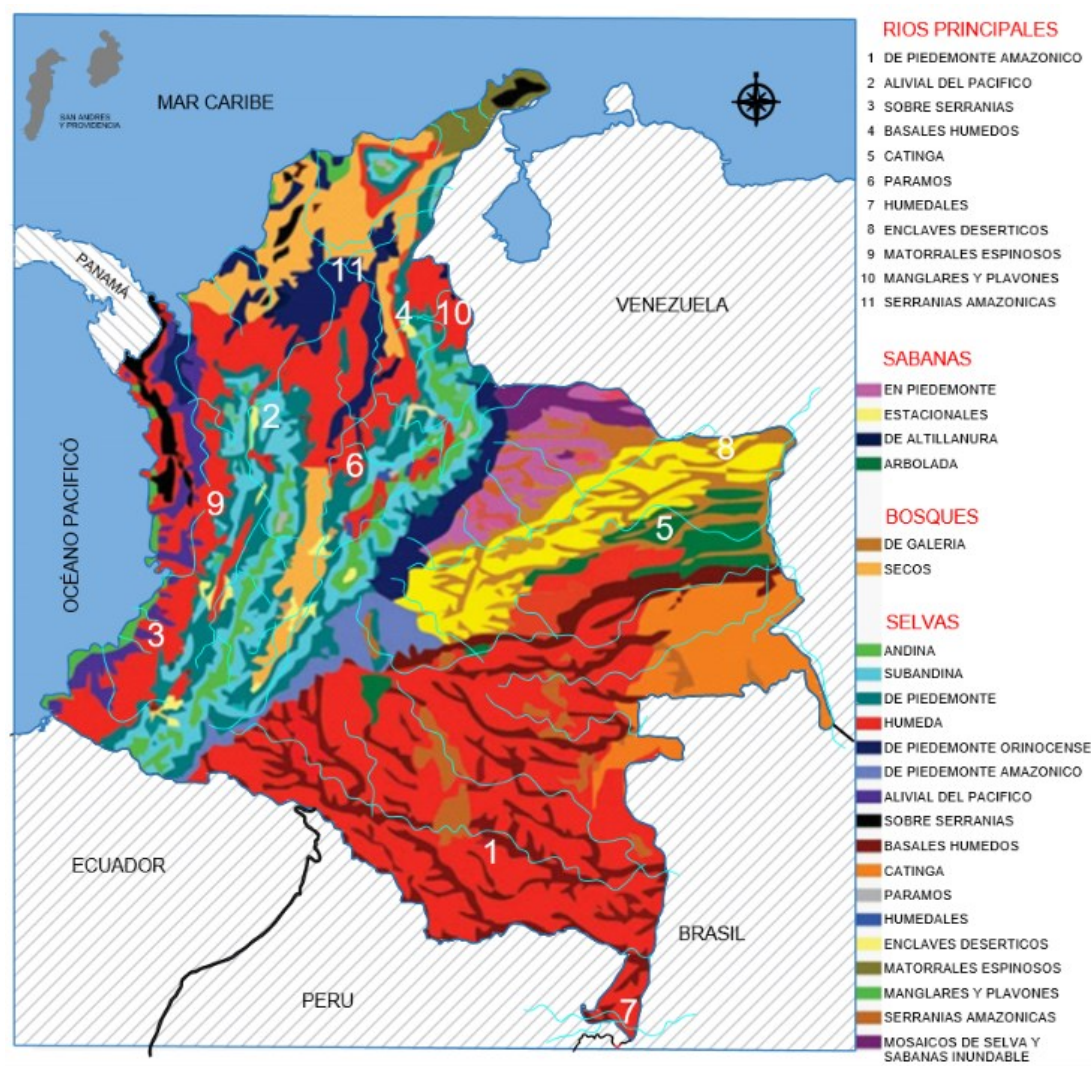 MAR CARIBE
SAN ANDRES
Y PROVIDENCIA
PANAMÁ
VENEZUELA
OCÉANO PACIFICÓ
ECUADOR
PERU
BRASIL
11
4
10
2
6
8
9
5
3
1
7
RIOS PRINCIPALES
1 DE PIEDEMONTE AMAZONICO
2 ALIVIAL DEL PACIFICO
3 SOBRE SERRANIAS
4 BASALES HUMEDOS
5 CATINGA
6 PARAMOS
7 HUMEDALES
8 ENCLAVES DESERTICOS
9 MATORRALES ESPINOSOS
10 MANGLARES Y PLAVONES
11 SERRANIAS AMAZONICAS
SABANAS
EN PIEDEMONTE
ESTACIONALES
DE ALTILLANURA
ARBOLADA
BOSQUES
DE GALERIA
SECOS
SELVAS
ANDINA
SUBANDINA
DE PIEDEMONTE
HUMEDA
DE PIEDEMONTE ORINOCENSE
DE PIEDEMONTE AMAZONICO
ALIVIAL DEL PACIFICO
SOBRE SERRANIAS
BASALES HUMEDOS
CATINGA
PARAMOS
HUMEDALES
ENCLAVES DESERTICOS
MATORRALES ESPINOSOS
MANGLARES Y PLAVONES
SERRANIAS AMAZONICAS
MOSAICOS DE SELVA Y
SABANAS INUNDABLE